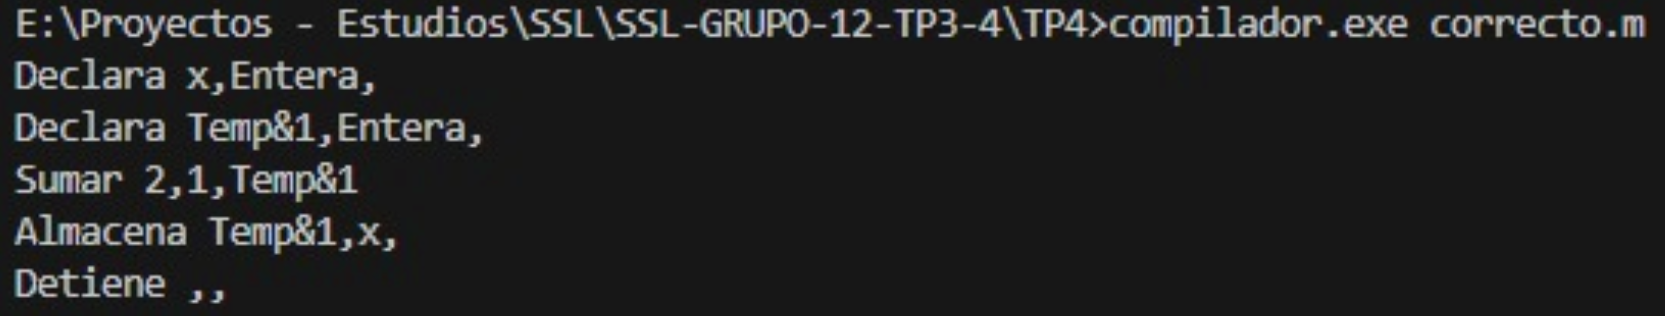 E:\Proyectos - Estudios\SSL\SSL-GRUPO-12-TP3-4\TP4>compilador.exe correcto.m
Declara x,Entera,
Declara Temp&1,Entera,
Sumar 2,1,Temp&1
Almacena Temp&1,x,
Detiene ,,